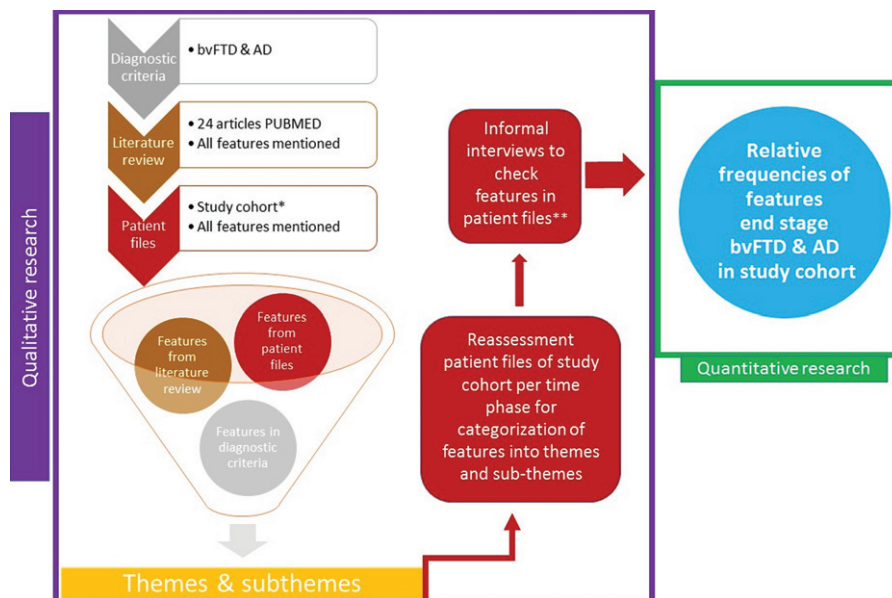 Qualitative research
Diagnostic
criteria
• bvFTD & AD
Literature
review
• 24 articles PUBMED
• All features mentioned
Patient
files
• Study cohort*
• All features mentioned
Features
from
literature
review
Features
from
patient
files
Features in
diagnostic
criteria
Themes & subthemes
Reassessment
patient files of study
cohort per time
phase for
categorization of
features into themes
and sub-themes
Informal
interviews to
check
features in
patient files**
Relative
frequencies of
features
end stage
bvFTD & AD
in study cohort
Quantitative research